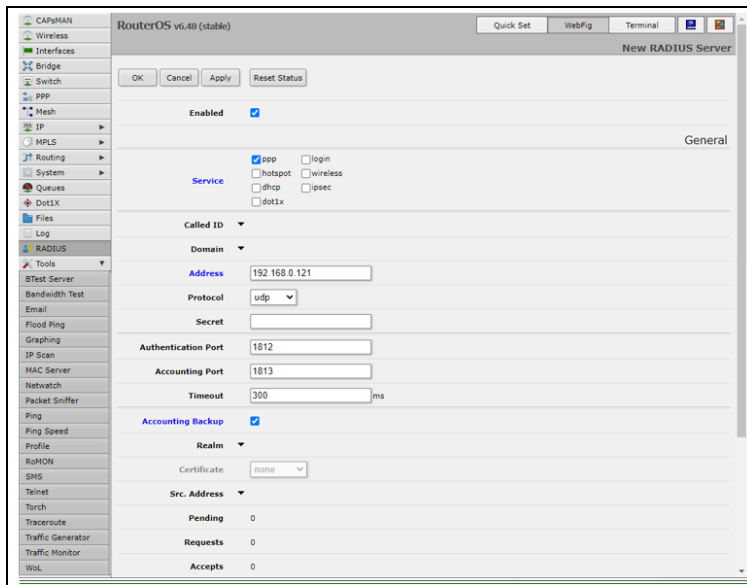 RouterOS v6.48 (stable)
Quick Set
WebFig
Terminal
New RADIUS Server
CAPsMAN
Wireless
Interfaces
Bridge
Switch
PPP
Mesh
IP
MPLS
Routing
System
Queues
Dot1X
Files
Log
RADIUS
Tools
BTest Server
Bandwidth Test
Email
Flood Ping
Graphing
IP Scan
MAC Server
Netwatch
Packet Sniffer
Ping
Ping Speed
Profile
RoMON
SMS
Telnet
Torch
Traceroute
Traffic Generator
Traffic Monitor
WoL
OK Cancel Apply Reset Status
Enabled
General
Service
ppp login
hotspot wireless
dhcp ipsec
dot1x
Called ID
Domain
Address 192.168.0.121
Protocol udp
Secret
Authentication Port 1812
Accounting Port 1813
Timeout 300 ms
Accounting Backup
Realm
Certificate none
Src. Address
Pending 0
Requests 0
Accepts 0